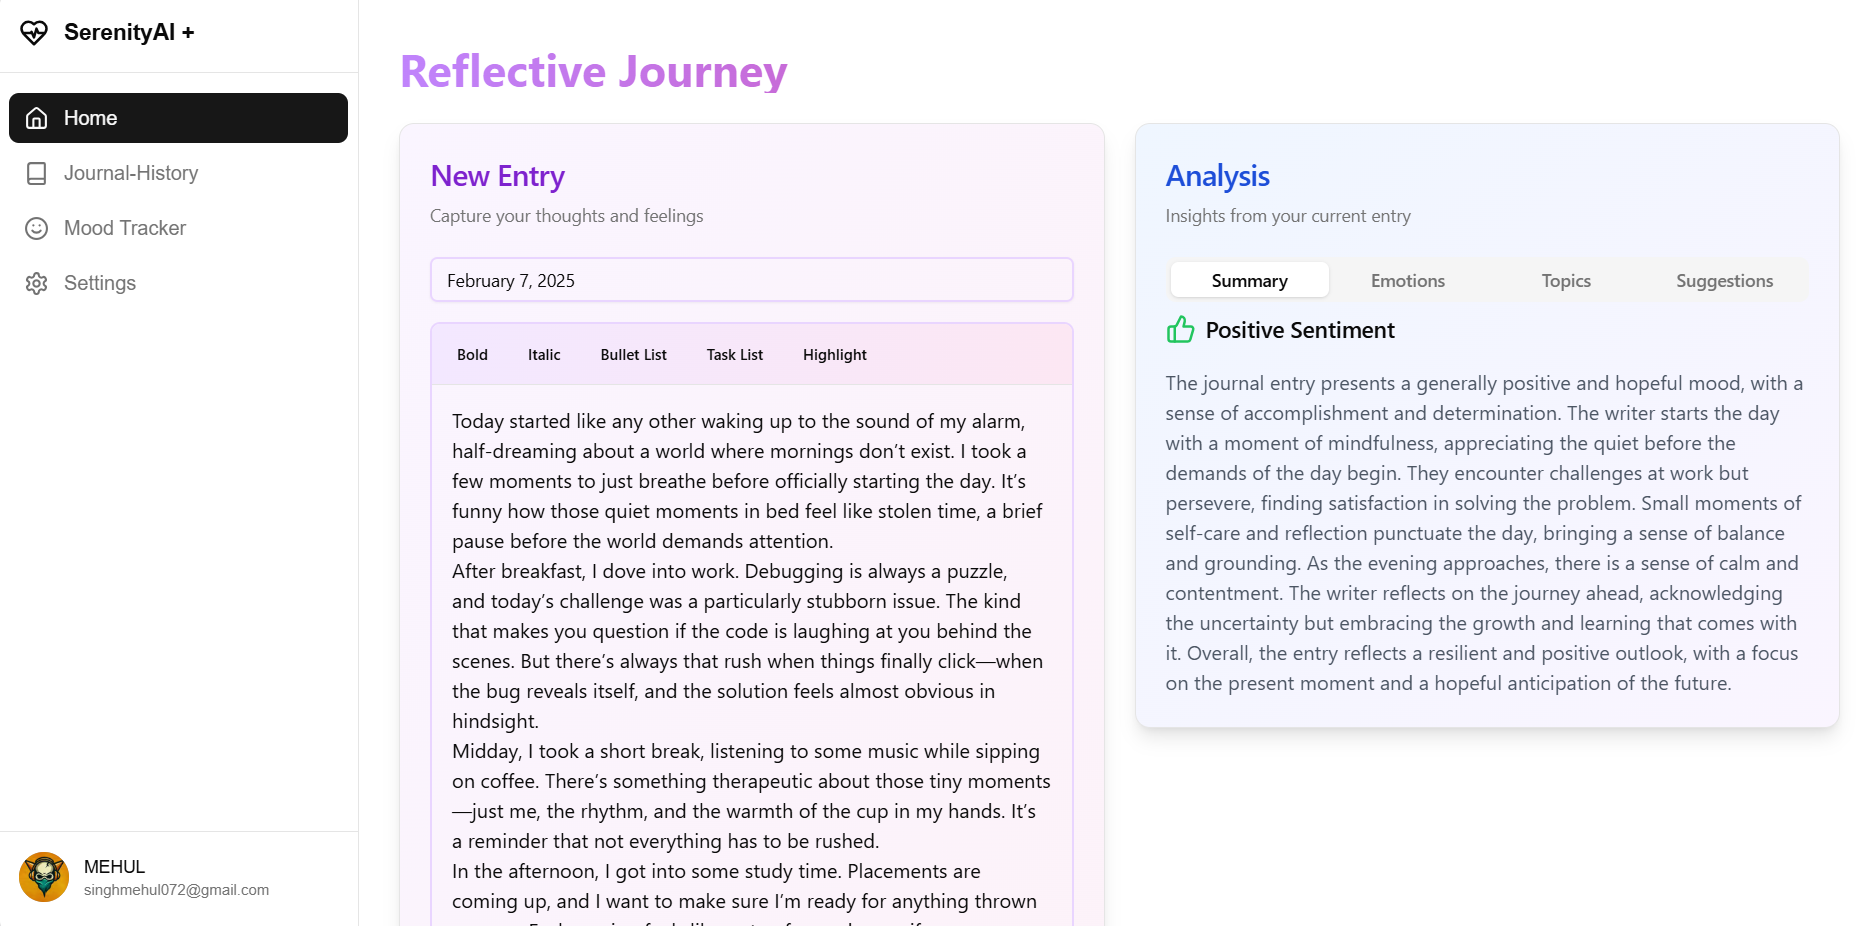 SerenityAI +
Home
Journal-History
Mood Tracker
Settings
MEHUL
singhmehul072@gmail.com
Reflective Journey
New Entry
Capture your thoughts and feelings
February 7, 2025
Bold Italic Bullet List Task List Highlight
Today started like any other waking up to the sound of my alarm,
half-dreaming about a world where mornings don’t exist. I took a
few moments to just breathe before officially starting the day. It’s
funny how those quiet moments in bed feel like stolen time, a brief
pause before the world demands attention.
After breakfast, I dove into work. Debugging is always a puzzle,
and today’s challenge was a particularly stubborn issue. The kind
that makes you question if the code is laughing at you behind the
scenes. But there’s always that rush when things finally click—when
the bug reveals itself, and the solution feels almost obvious in
hindsight.
Midday, I took a short break, listening to some music while sipping
on coffee. There’s something therapeutic about those tiny moments
—just me, the rhythm, and the warmth of the cup in my hands. It’s
a reminder that not everything has to be rushed.
In the afternoon, I got into some study time. Placements are
coming up, and I want to make sure I’m ready for anything thrown
Analysis
Insights from your current entry
Summary Emotions Topics Suggestions
Positive Sentiment
The journal entry presents a generally positive and hopeful mood, with a
sense of accomplishment and determination. The writer starts the day
with a moment of mindfulness, appreciating the quiet before the
demands of the day begin. They encounter challenges at work but
persevere, finding satisfaction in solving the problem. Small moments of
self-care and reflection punctuate the day, bringing a sense of balance
and grounding. As the evening approaches, there is a sense of calm and
contentment. The writer reflects on the journey ahead, acknowledging
the uncertainty but embracing the growth and learning that comes with
it. Overall, the entry reflects a resilient and positive outlook, with a focus
on the present moment and a hopeful anticipation of the future.